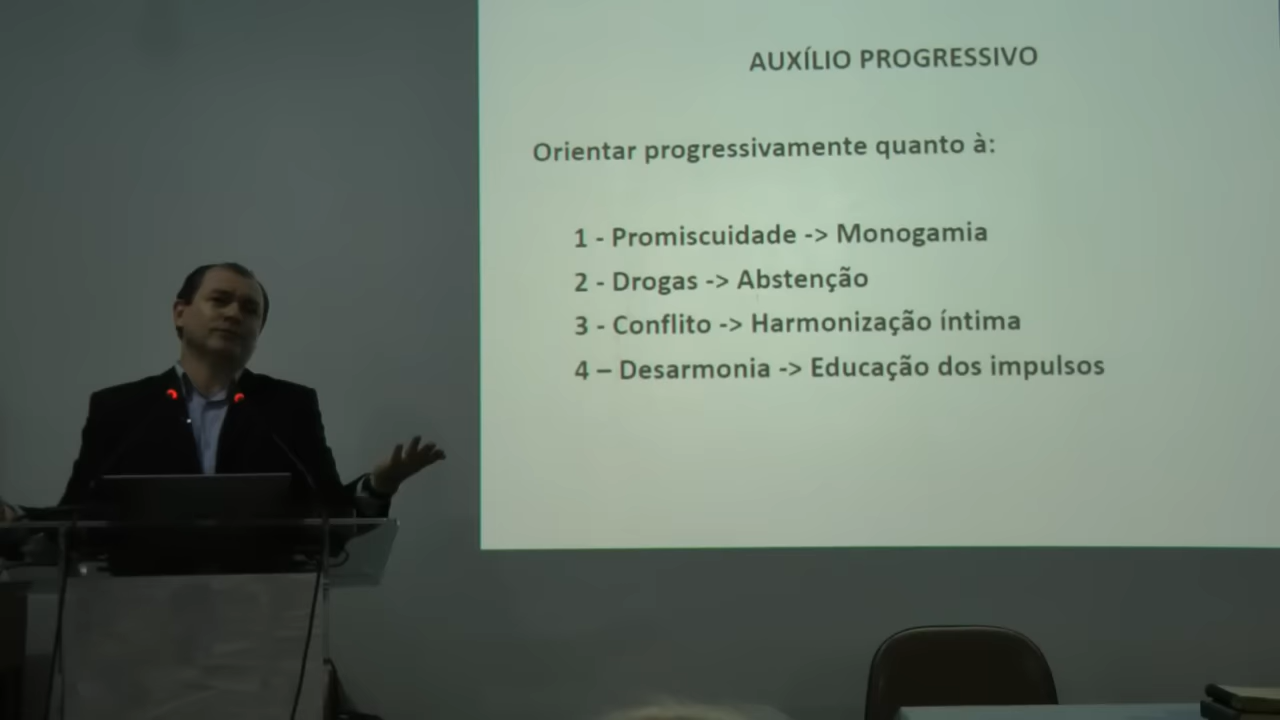 AUXÍLIO PROGRESSIVO
Orientar progressivamente quanto à:
1 - Promiscuidade -> Monogamia
2 - Drogas -> Abstenção
3 - Conflito -> Harmonização íntima
4 – Desarmonia -> Educação dos impulsos